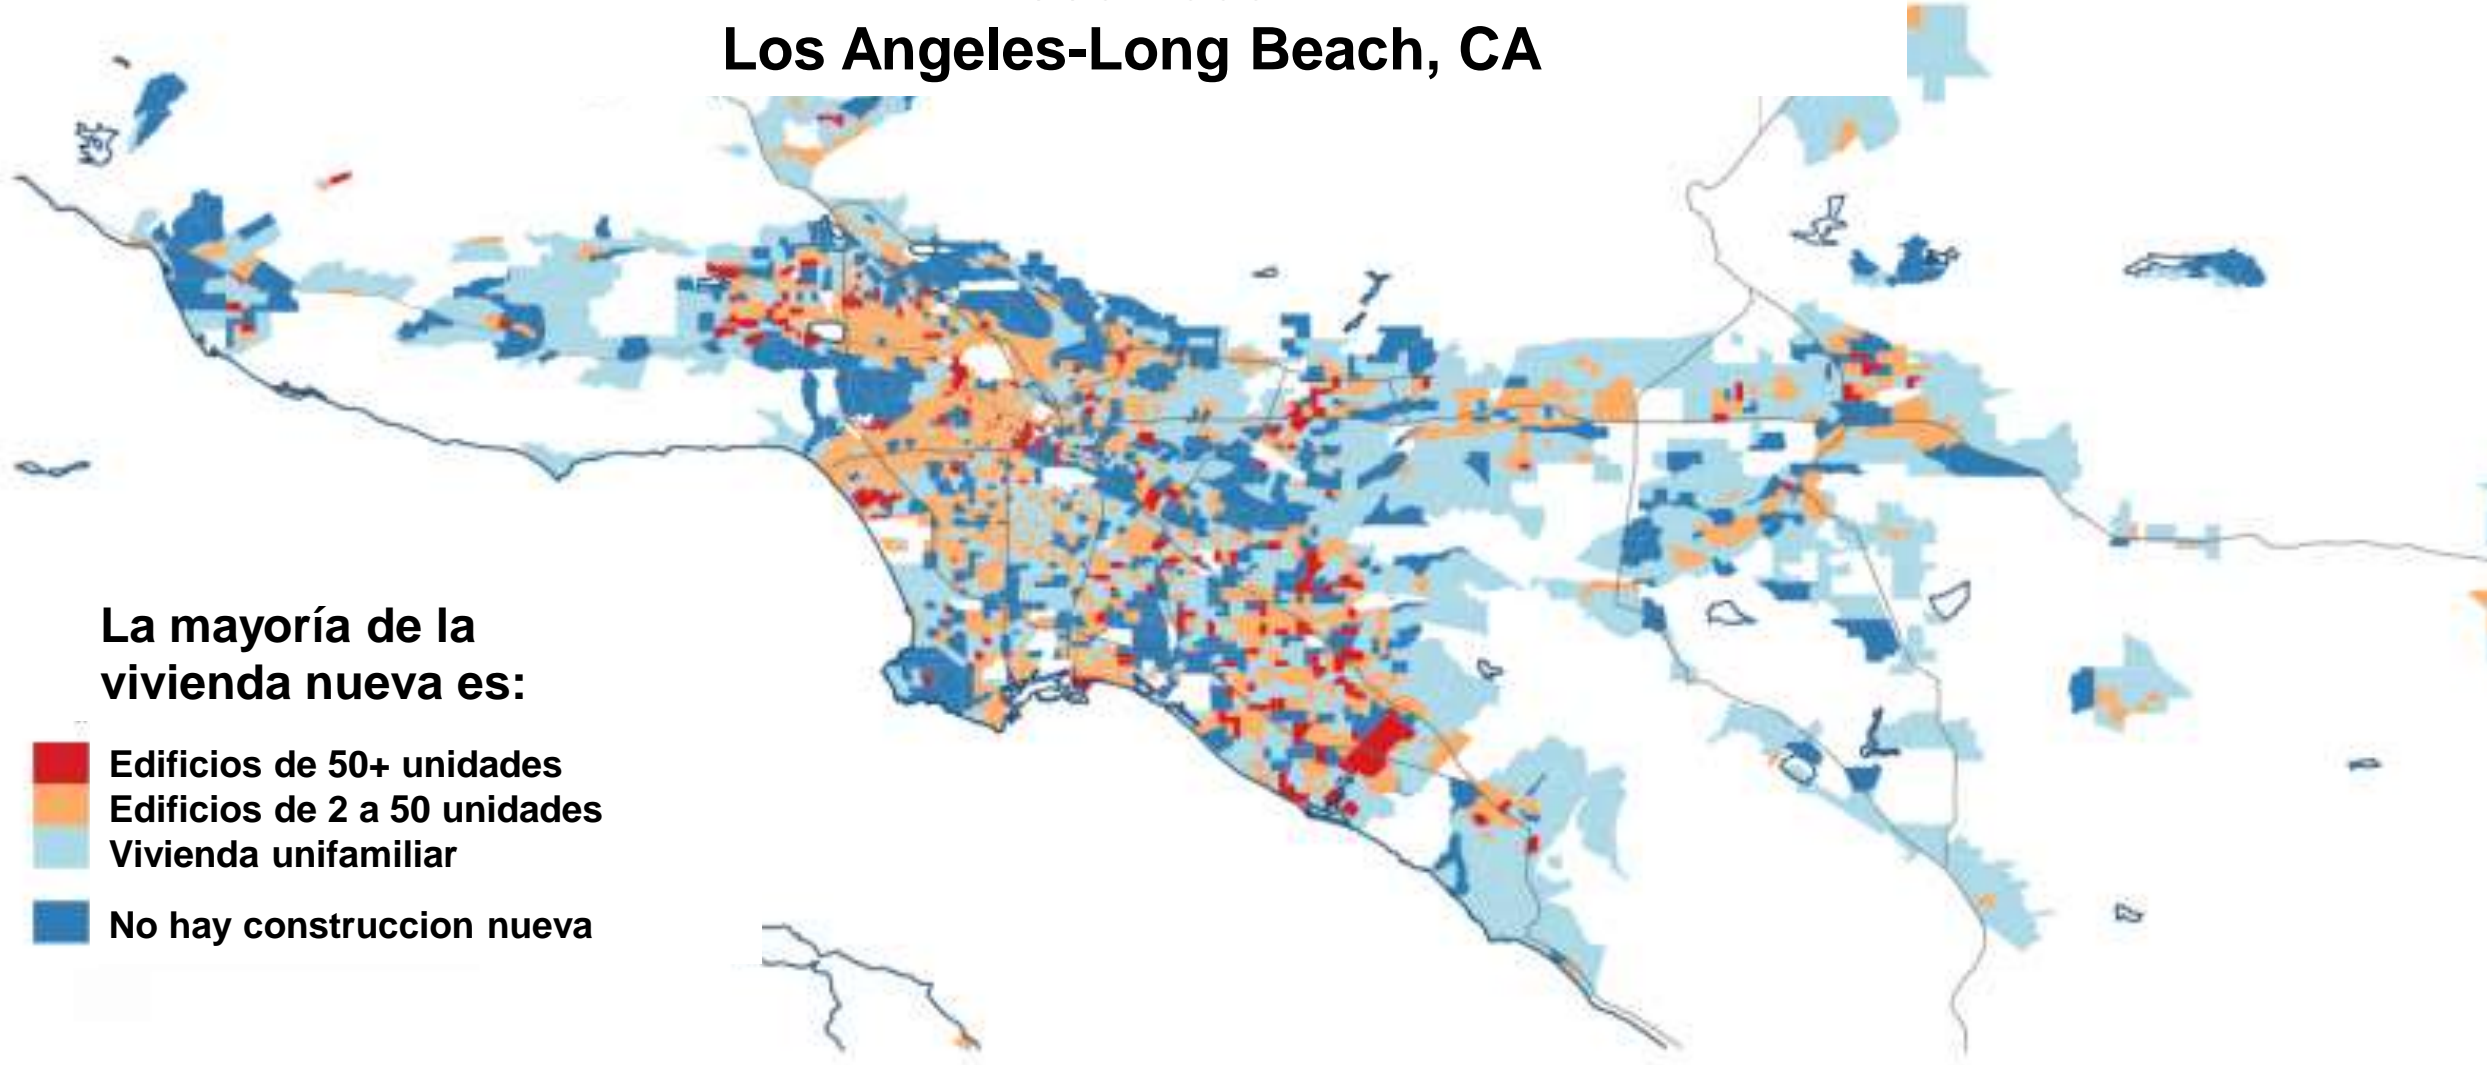 Los Angeles-Long Beach, CA
La mayoría de la
vivienda nueva es:
Edificios de 50+ unidades
Edificios de 2 a 50 unidades
Vivienda unifamiliar
No hay construccion nueva